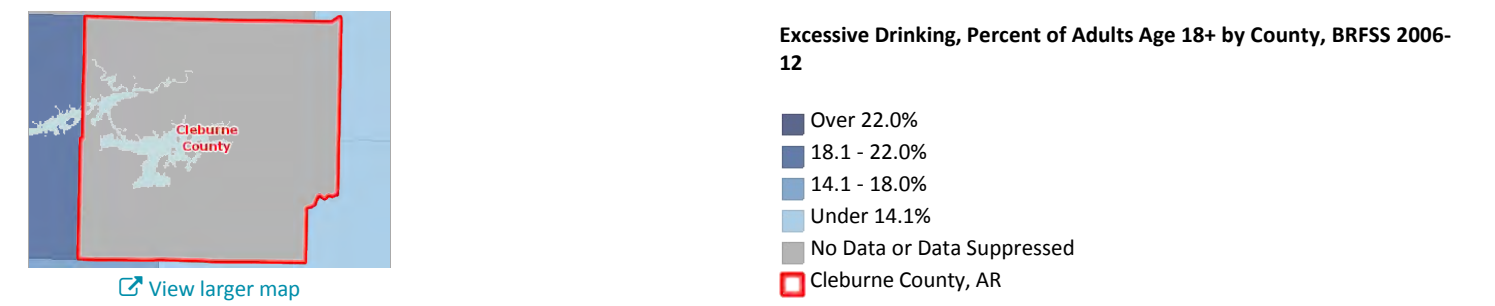 Cleburne
County
View larger map
Excessive Drinking, Percent of Adults Age 18+ by County, BRFSS 2006-
12
Over 22.0%
18.1 - 22.0%
14.1 - 18.0%
Under 14.1%
No Data or Data Suppressed
Cleburne County, AR